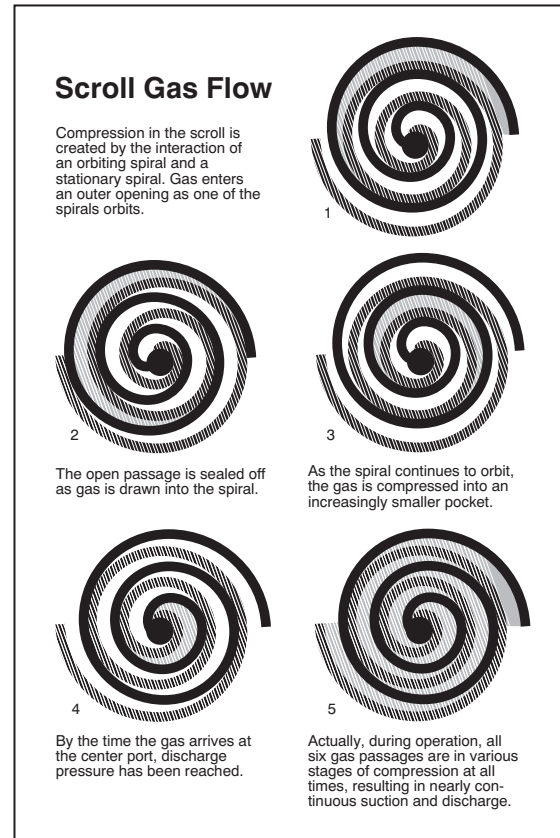 Scroll Gas Flow
Compression in the scroll is
created by the interaction of
an orbiting spiral and a
stationary spiral. Gas enters
an outer opening as one of the
spirals orbits.
1
2
The open passage is sealed off
as gas is drawn into the spiral.
3
As the spiral continues to orbit,
the gas is compressed into an
increasingly smaller pocket.
4
By the time the gas arrives at
the center port, discharge
pressure has been reached.
5
Actually, during operation, all
six gas passages are in various
stages of compression at all
times, resulting in nearly con-
tinuous suction and discharge.